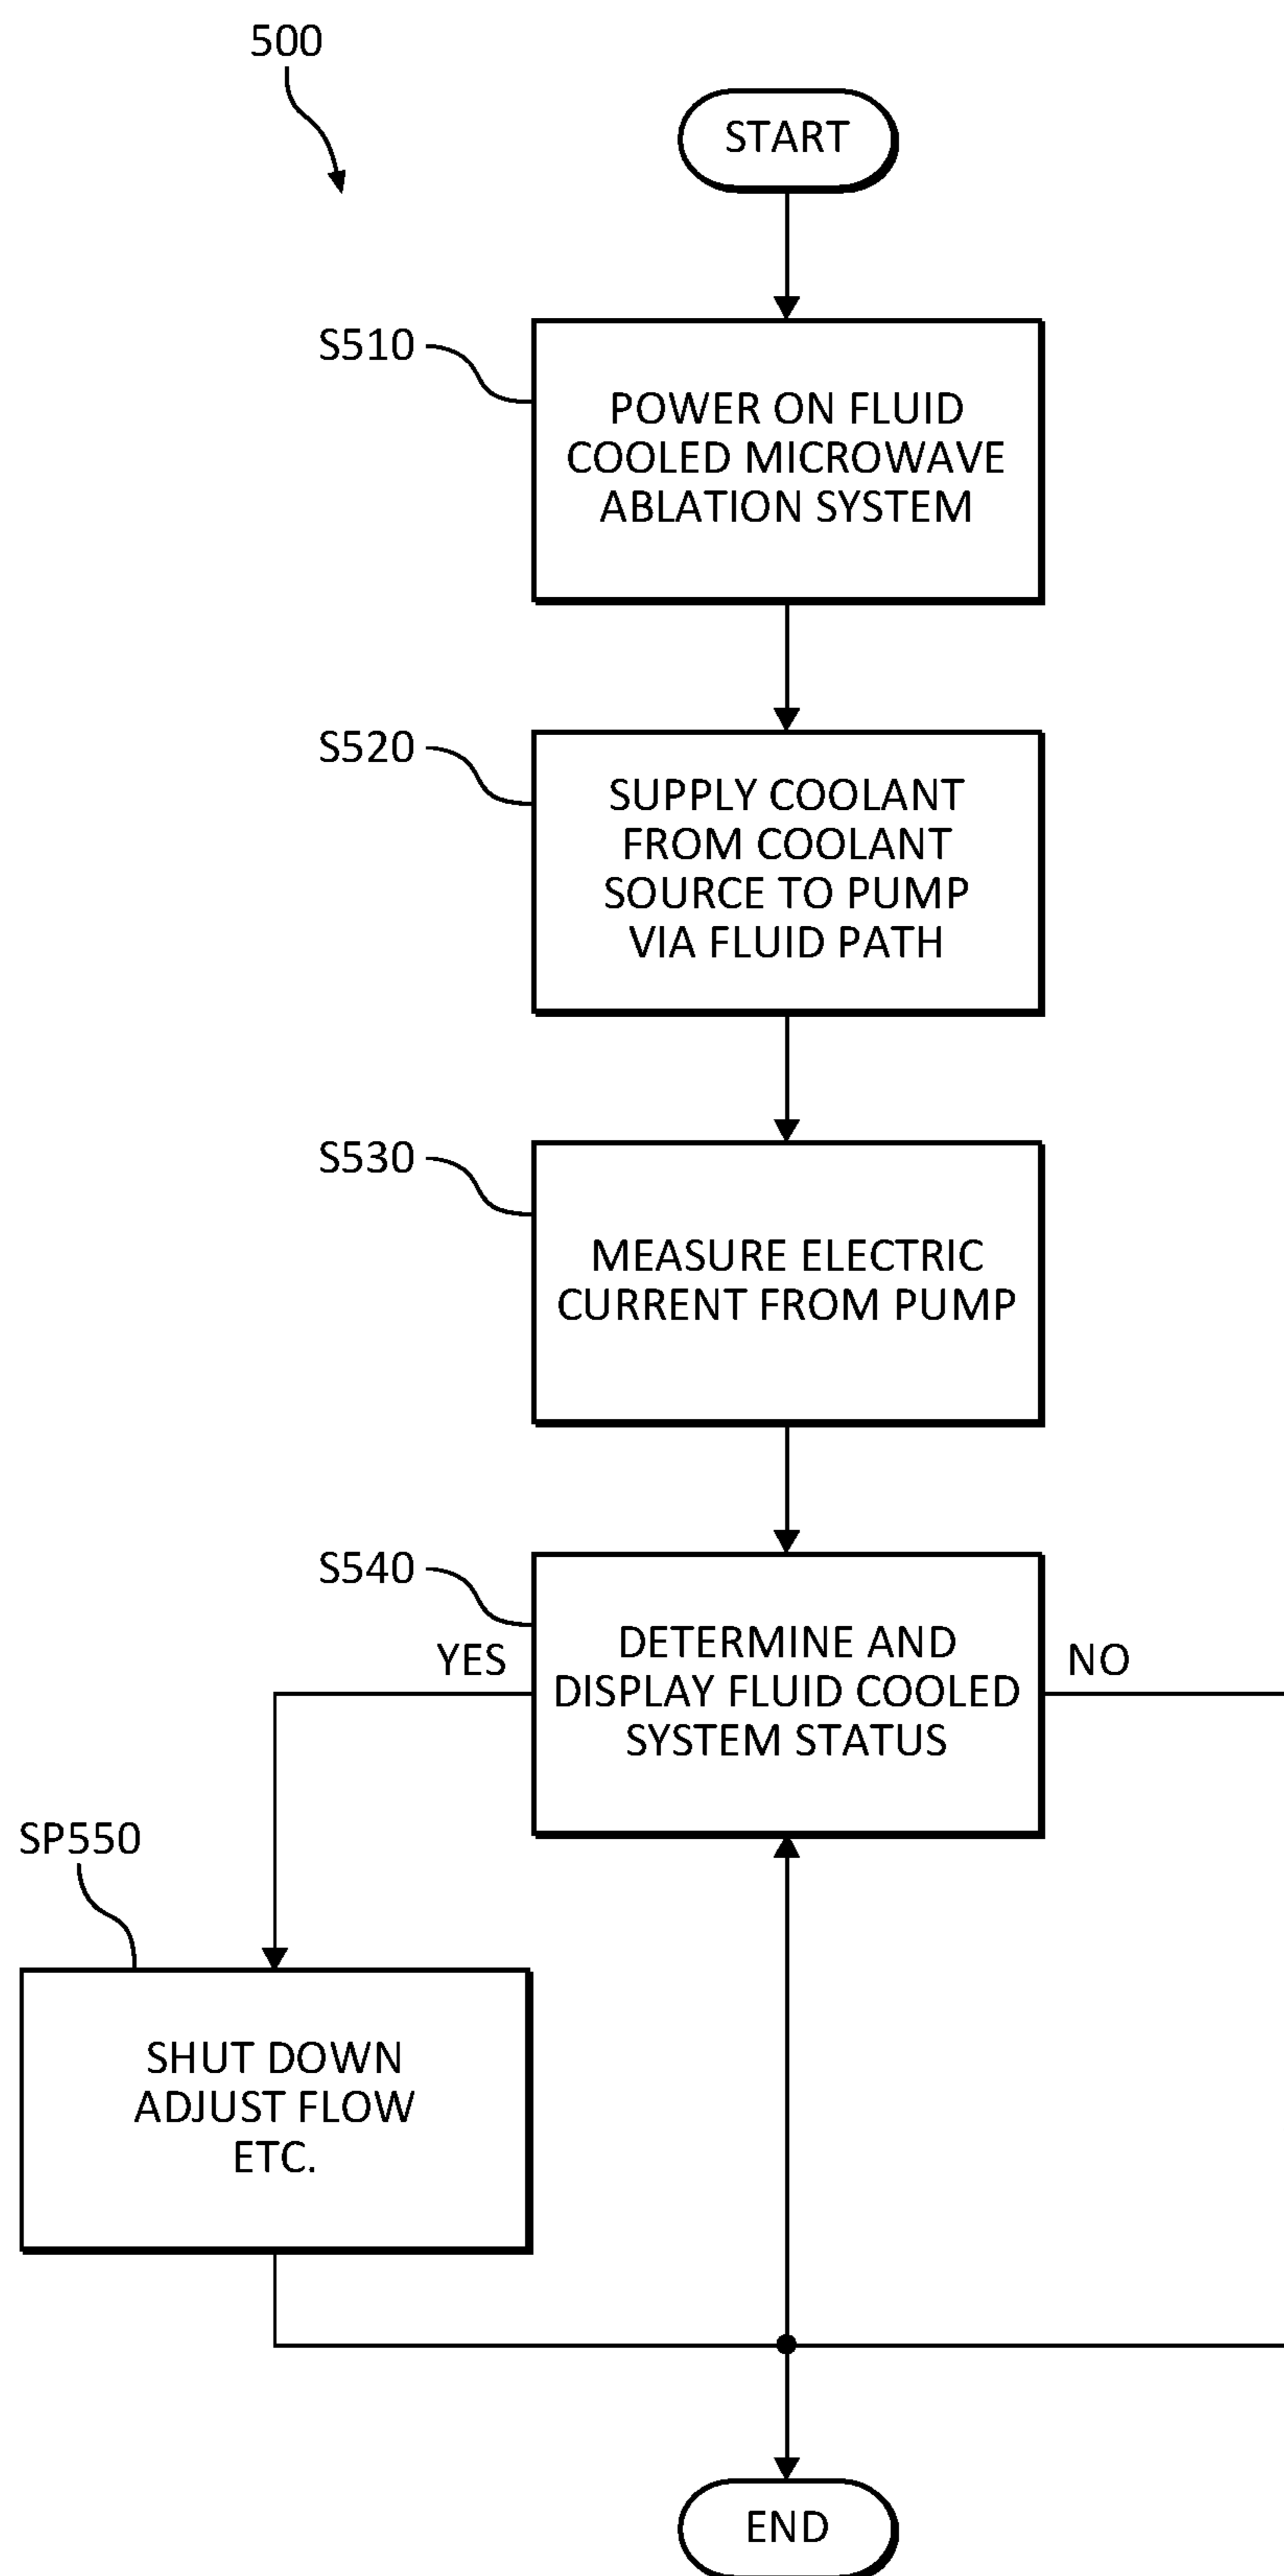 500
START
S510
POWER ON FLUID
COOLED MICROWAVE
ABLATION SYSTEM
S520
SUPPLY COOLANT
FROM COOLANT
SOURCE TO PUMP
VIA FLUID PATH
S530
MEASURE ELECTRIC
CURRENT FROM PUMP
S540
YES
DETERMINE AND
DISPLAY FLUID COOLED
SYSTEM STATUS
NO
SP550
SHUT DOWN
ADJUST FLOW
ETC.
END